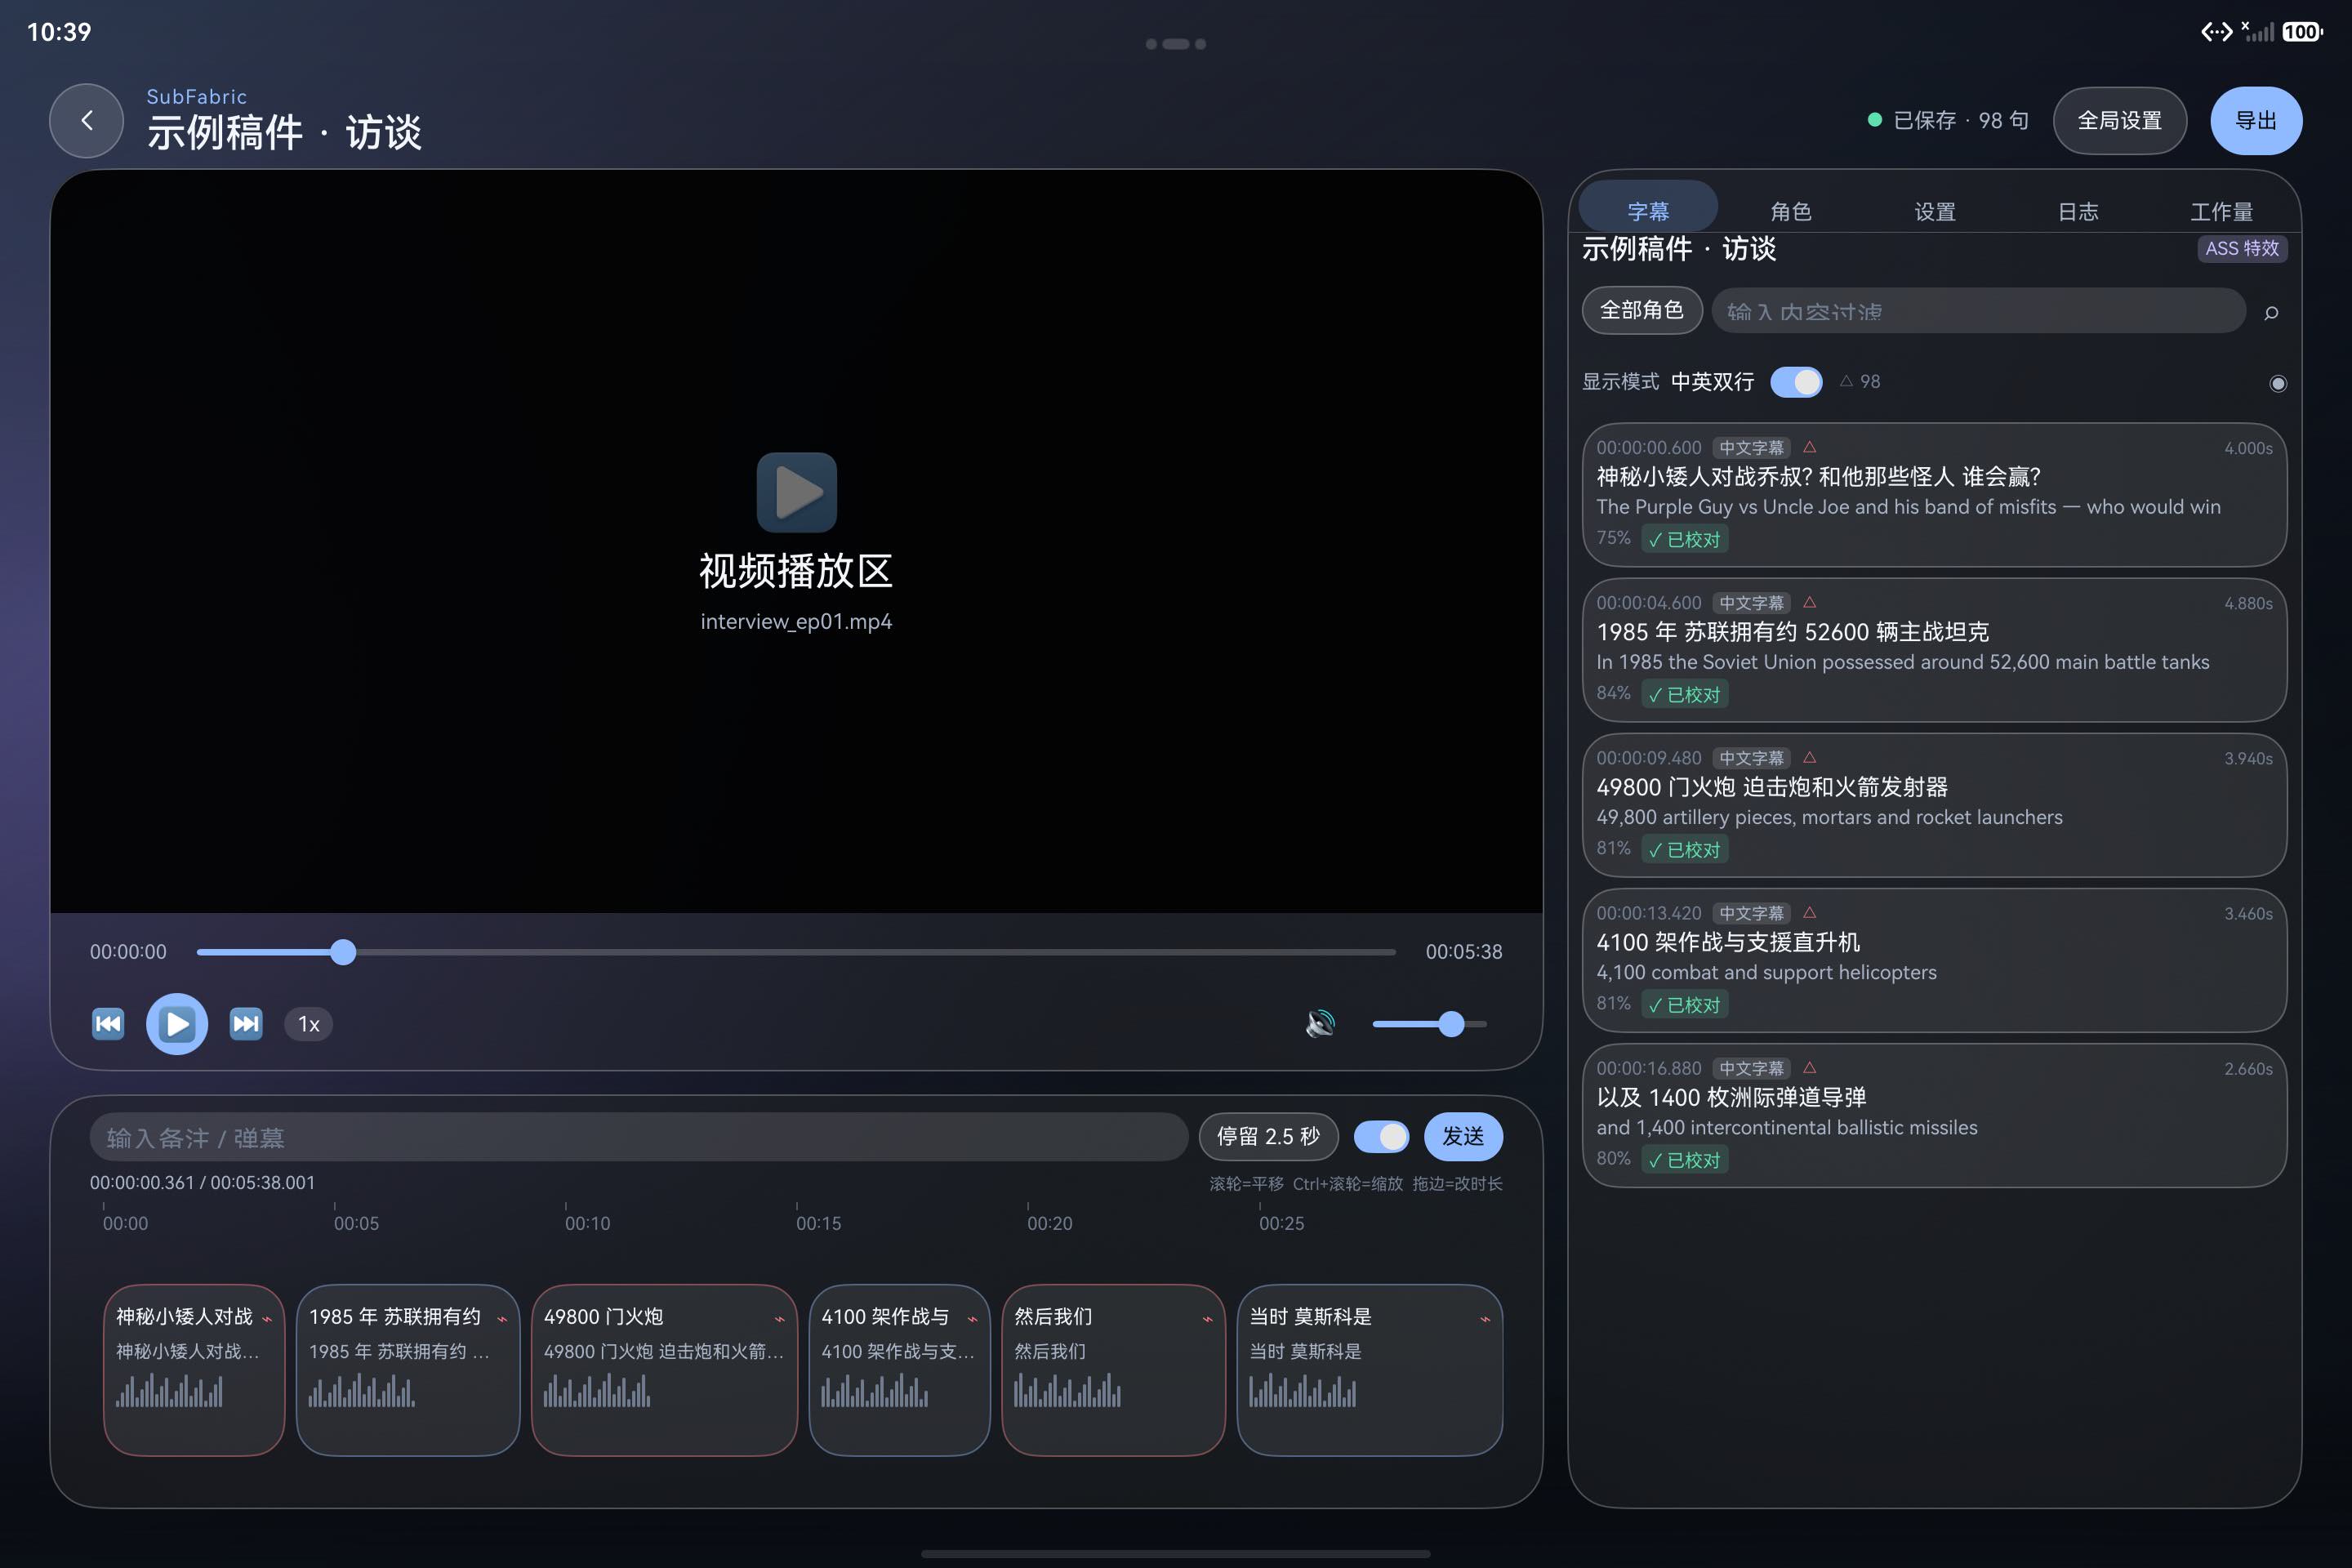 10:39
100
SubFabric
示例稿件 · 访谈
已保存 · 98 句
全局设置
导出
视频播放区
interview_ep01.mp4
00:00:00
00:05:38
1x
输入备注 / 弹幕
停留 2.5 秒
发送
00:00:00.361 / 00:05:38.001
滚轮=平移 Ctrl+滚轮=缩放 拖边=改时长
00:00
00:05
00:10
00:15
00:20
00:25
神秘小矮人对战
神秘小矮人对战…
1985 年 苏联拥有约
1985 年 苏联拥有约 …
49800 门火炮
49800 门火炮 迫击炮和火箭…
4100 架作战与
4100 架作战与支…
然后我们
然后我们
当时 莫斯科是
当时 莫斯科是
字幕
角色
设置
日志
工作量
示例稿件 · 访谈
ASS 特效
全部角色
输入内容过滤
显示模式 中英双行
△ 98
00:00:00.600 中文字幕 △ 4.000s
神秘小矮人对战乔叔? 和他那些怪人 谁会赢?
The Purple Guy vs Uncle Joe and his band of misfits — who would win
75% ✓ 已校对
00:00:04.600 中文字幕 △ 4.880s
1985 年 苏联拥有约 52600 辆主战坦克
In 1985 the Soviet Union possessed around 52,600 main battle tanks
84% ✓ 已校对
00:00:09.480 中文字幕 △ 3.940s
49800 门火炮 迫击炮和火箭发射器
49,800 artillery pieces, mortars and rocket launchers
81% ✓ 已校对
00:00:13.420 中文字幕 △ 3.460s
4100 架作战与支援直升机
4,100 combat and support helicopters
81% ✓ 已校对
00:00:16.880 中文字幕 △ 2.660s
以及 1400 枚洲际弹道导弹
and 1,400 intercontinental ballistic missiles
80% ✓ 已校对